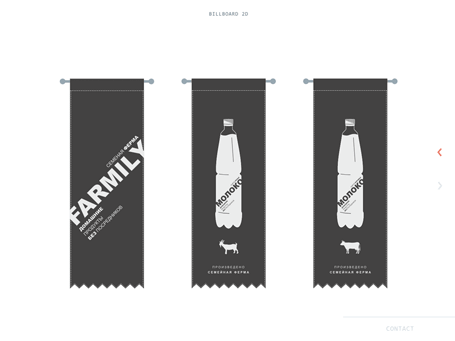 BILLBOARD 2D
СЕМЕЙНАЯ ФЕРМА
FARMILY
ДОМАШНИЕ
ПРОДУКТЫ
БЕЗ ПОСРЕДНИКОВ
МОЛОКО
ПРОИЗВЕДЕНО
СЕМЕЙНАЯ ФЕРМА
МОЛОКО
ПРОИЗВЕДЕНО
СЕМЕЙНАЯ ФЕРМА
CONTACT